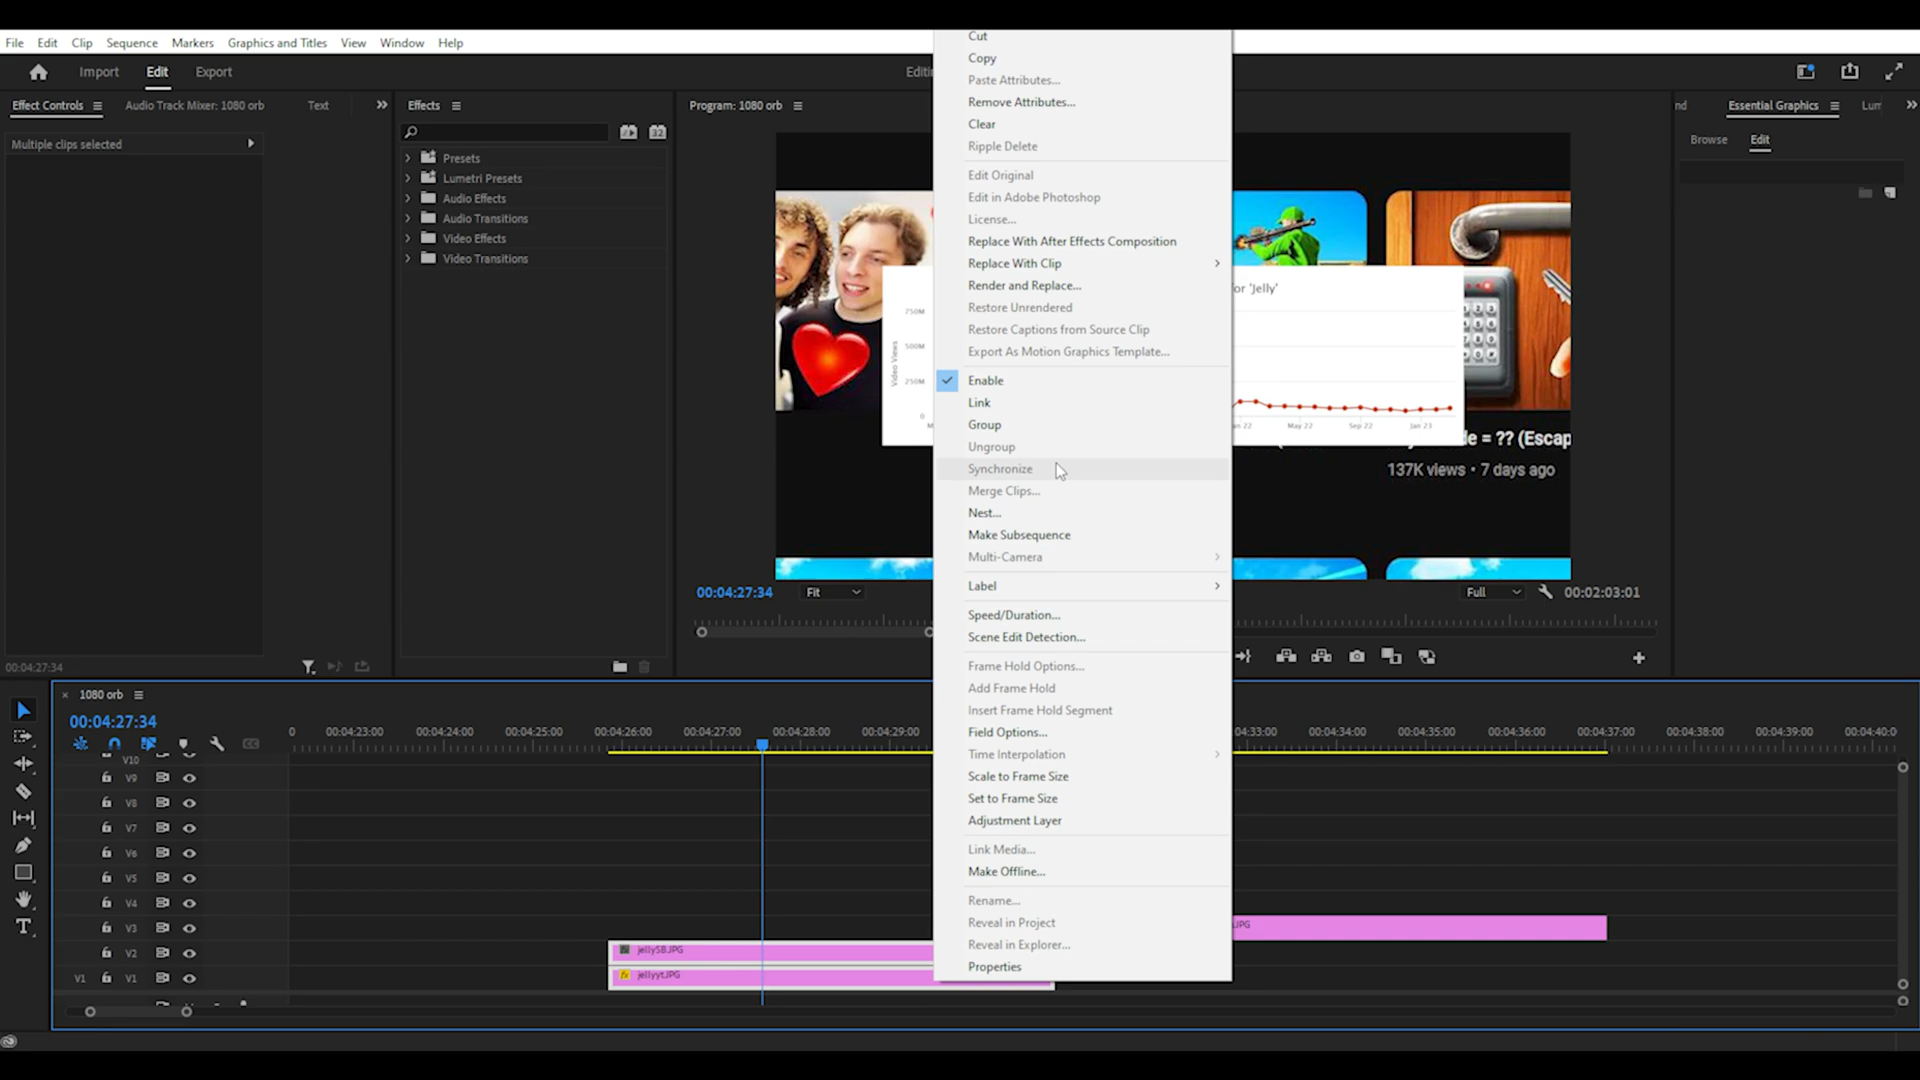 File Edit Clip Sequence Markers Graphics and Titles View Window Help
Import Edit Export
Effect Controls Audio Track Mixer: 1080 orb Text
Effects
Program: 1080 orb
Essential Graphics
Browse Edit
Multiple clips selected
32
Presets
Lumetri Presets
Audio Effects
Audio Transitions
Video Effects
Video Transitions
Cut
Copy
Paste Attributes...
Remove Attributes...
Clear
Ripple Delete
Edit Original
Edit in Adobe Photoshop
License...
Replace With After Effects Composition
Replace With Clip
Render and Replace...
Restore Unrendered
Restore Captions from Source Clip
Export As Motion Graphics Template...
Enable
Link
Group
Ungroup
Synchronize
Merge Clips...
Nest...
Make Subsequence
Multi-Camera
Label
Speed/Duration...
Scene Edit Detection...
Frame Hold Options...
Add Frame Hold
Insert Frame Hold Segment
Field Options...
Time Interpolation
Scale to Frame Size
Set to Frame Size
Adjustment Layer
Link Media...
Make Offline...
Rename...
Reveal in Project
Reveal in Explorer...
Properties
or 'Jelly'
Video Views
750M
500M
250M
0
May 22 Sep 22 Jan 23
de = ?? (Escap
137K views • 7 days ago
00:04:27:34 Fit
Full 00:02:03:01
00:04:27:34
1080 orb
00:04:27:34
00:04:23:00 00:04:24:00 00:04:25:00 00:04:26:00 00:04:27:00 00:04:28:00 00:04:29:00 :04:33:00 00:04:34:00 00:04:35:00 00:04:36:00 00:04:37:00 00:04:38:00 00:04:39:00 00:04:40:0
V10
V9
V8
V7
V6
V5
V4
V3
.JPG
V2
jellySB.JPG
V1 V1
fx jellyyt.JPG